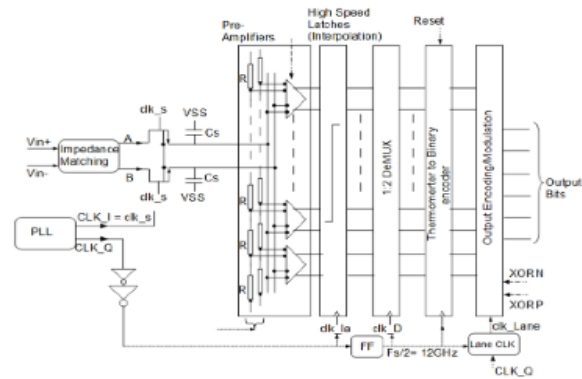 Pre-
Amplifiers
High Speed
Latches
(Interpolation)
Reset
clk_s
VSS
Cs
Vin+
Vin-
Impedance
Matching
A
B
clk_s
Cs
VSS
R
R
R
1:2 DeMUX
Thermomerter to Binary
encoder
Output Encoding/Modulation
Output
Bits
PLL
CLK_I = clk_s
CLK_Q
XORN
XORP
clk_la
clk_D
clk_Lane
FF
Fs/2= 12GHz
Lane CLK
CLK_Q